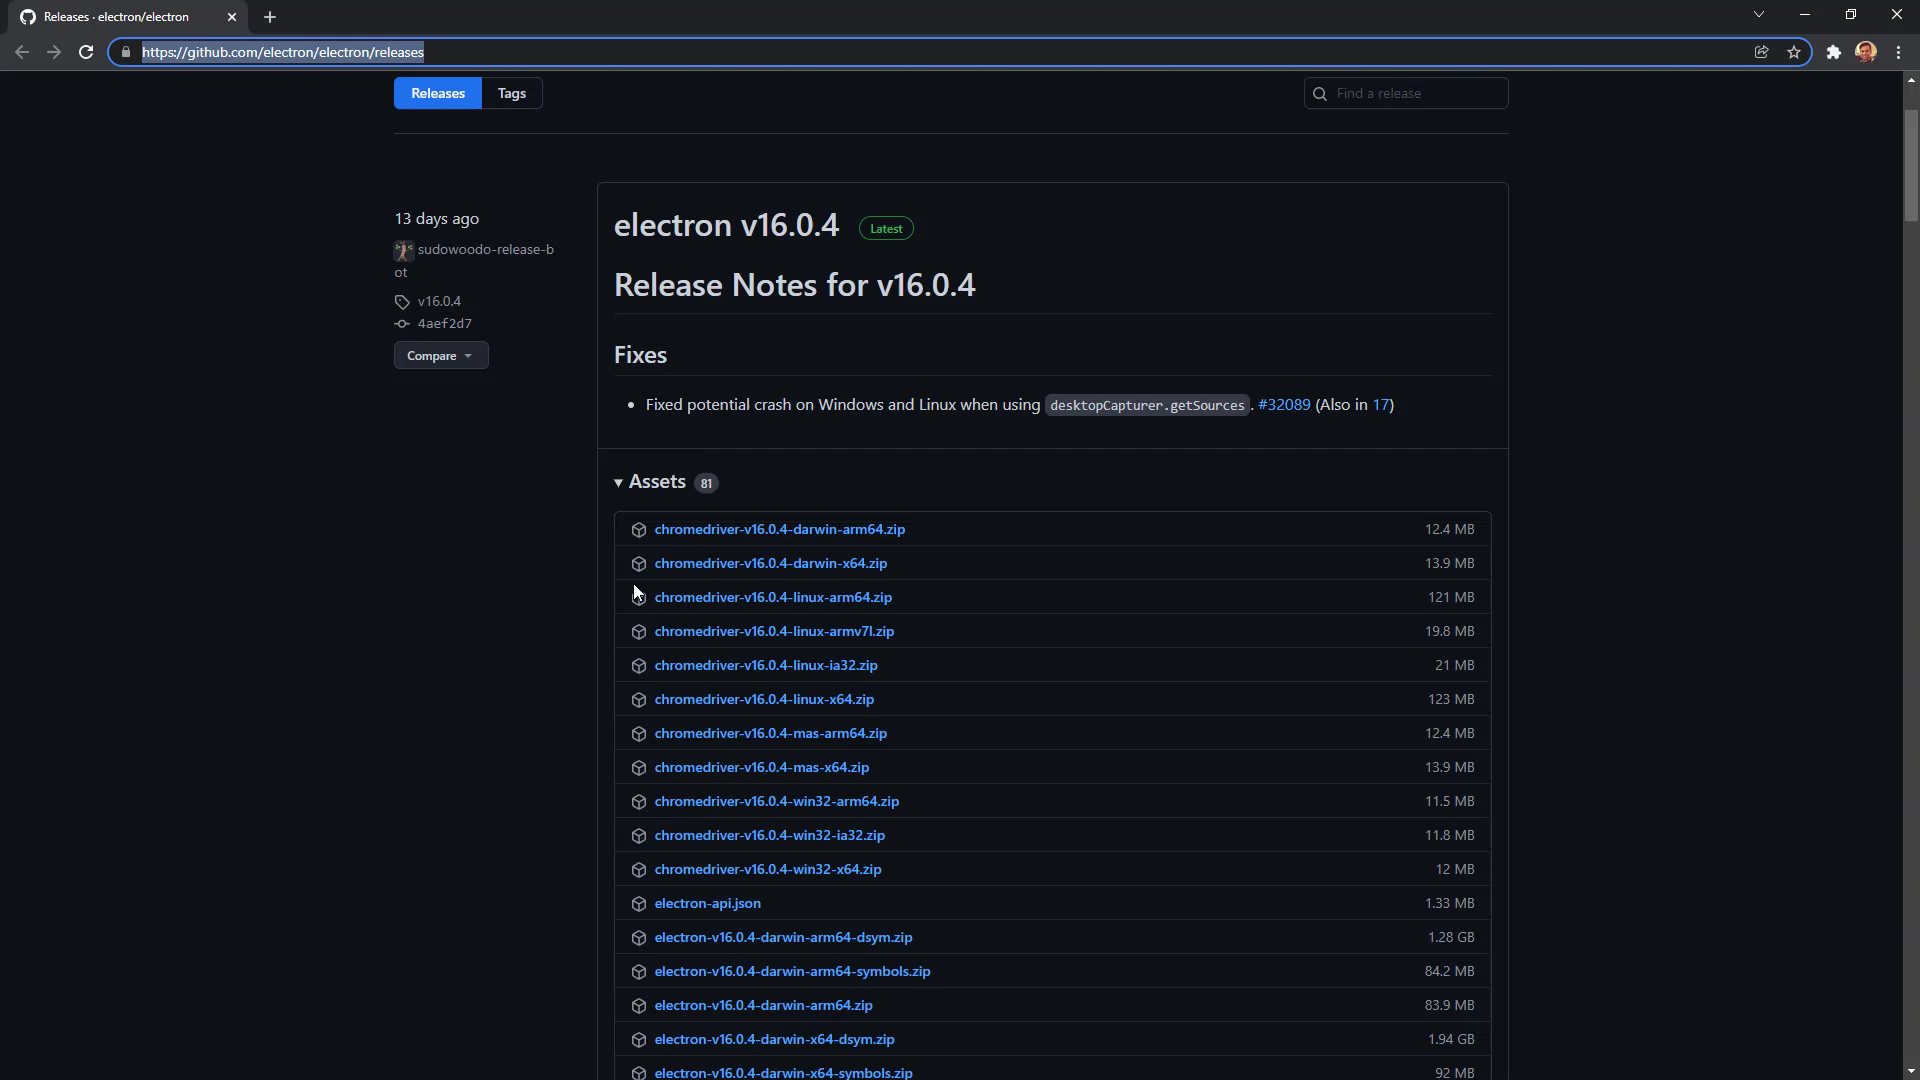 Releases · electron/electron
https://github.com/electron/electron/releases
Releases Tags Find a release
13 days ago
sudowoodo-release-b
ot
v16.0.4
4aef2d7
Compare
electron v16.0.4 Latest
Release Notes for v16.0.4
Fixes
• Fixed potential crash on Windows and Linux when using desktopCapturer.getSources. #32089 (Also in 17)
Assets 81
chromedriver-v16.0.4-darwin-arm64.zip 12.4 MB
chromedriver-v16.0.4-darwin-x64.zip 13.9 MB
chromedriver-v16.0.4-linux-arm64.zip 121 MB
chromedriver-v16.0.4-linux-armv7l.zip 19.8 MB
chromedriver-v16.0.4-linux-ia32.zip 21 MB
chromedriver-v16.0.4-linux-x64.zip 123 MB
chromedriver-v16.0.4-mas-arm64.zip 12.4 MB
chromedriver-v16.0.4-mas-x64.zip 13.9 MB
chromedriver-v16.0.4-win32-arm64.zip 11.5 MB
chromedriver-v16.0.4-win32-ia32.zip 11.8 MB
chromedriver-v16.0.4-win32-x64.zip 12 MB
electron-api.json 1.33 MB
electron-v16.0.4-darwin-arm64-dsym.zip 1.28 GB
electron-v16.0.4-darwin-arm64-symbols.zip 84.2 MB
electron-v16.0.4-darwin-arm64.zip 83.9 MB
electron-v16.0.4-darwin-x64-dsym.zip 1.94 GB
electron-v16.0.4-darwin-x64-symbols.zip 92 MB